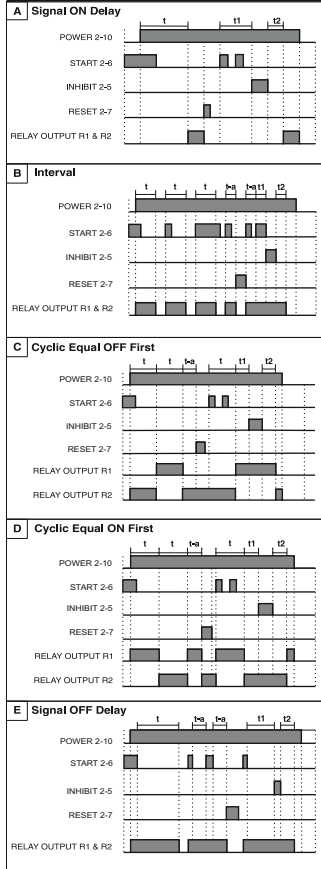 A Signal ON Delay
t t1 t2
POWER 2-10
START 2-6
INHIBIT 2-5
RESET 2-7
RELAY OUTPUT R1 & R2
B Interval
t t t t-a t-a t1 t2
POWER 2-10
START 2-6
INHIBIT 2-5
RESET 2-7
RELAY OUTPUT R1 & R2
C Cyclic Equal OFF First
t t t-a t t1 t2
POWER 2-10
START 2-6
INHIBIT 2-5
RESET 2-7
RELAY OUTPUT R1
RELAY OUTPUT R2
D Cyclic Equal ON First
t t t-a t t1 t2
POWER 2-10
START 2-6
INHIBIT 2-5
RESET 2-7
RELAY OUTPUT R1
RELAY OUTPUT R2
E Signal OFF Delay
t t-a t-a t1 t2
POWER 2-10
START 2-6
INHIBIT 2-5
RESET 2-7
RELAY OUTPUT R1 & R2